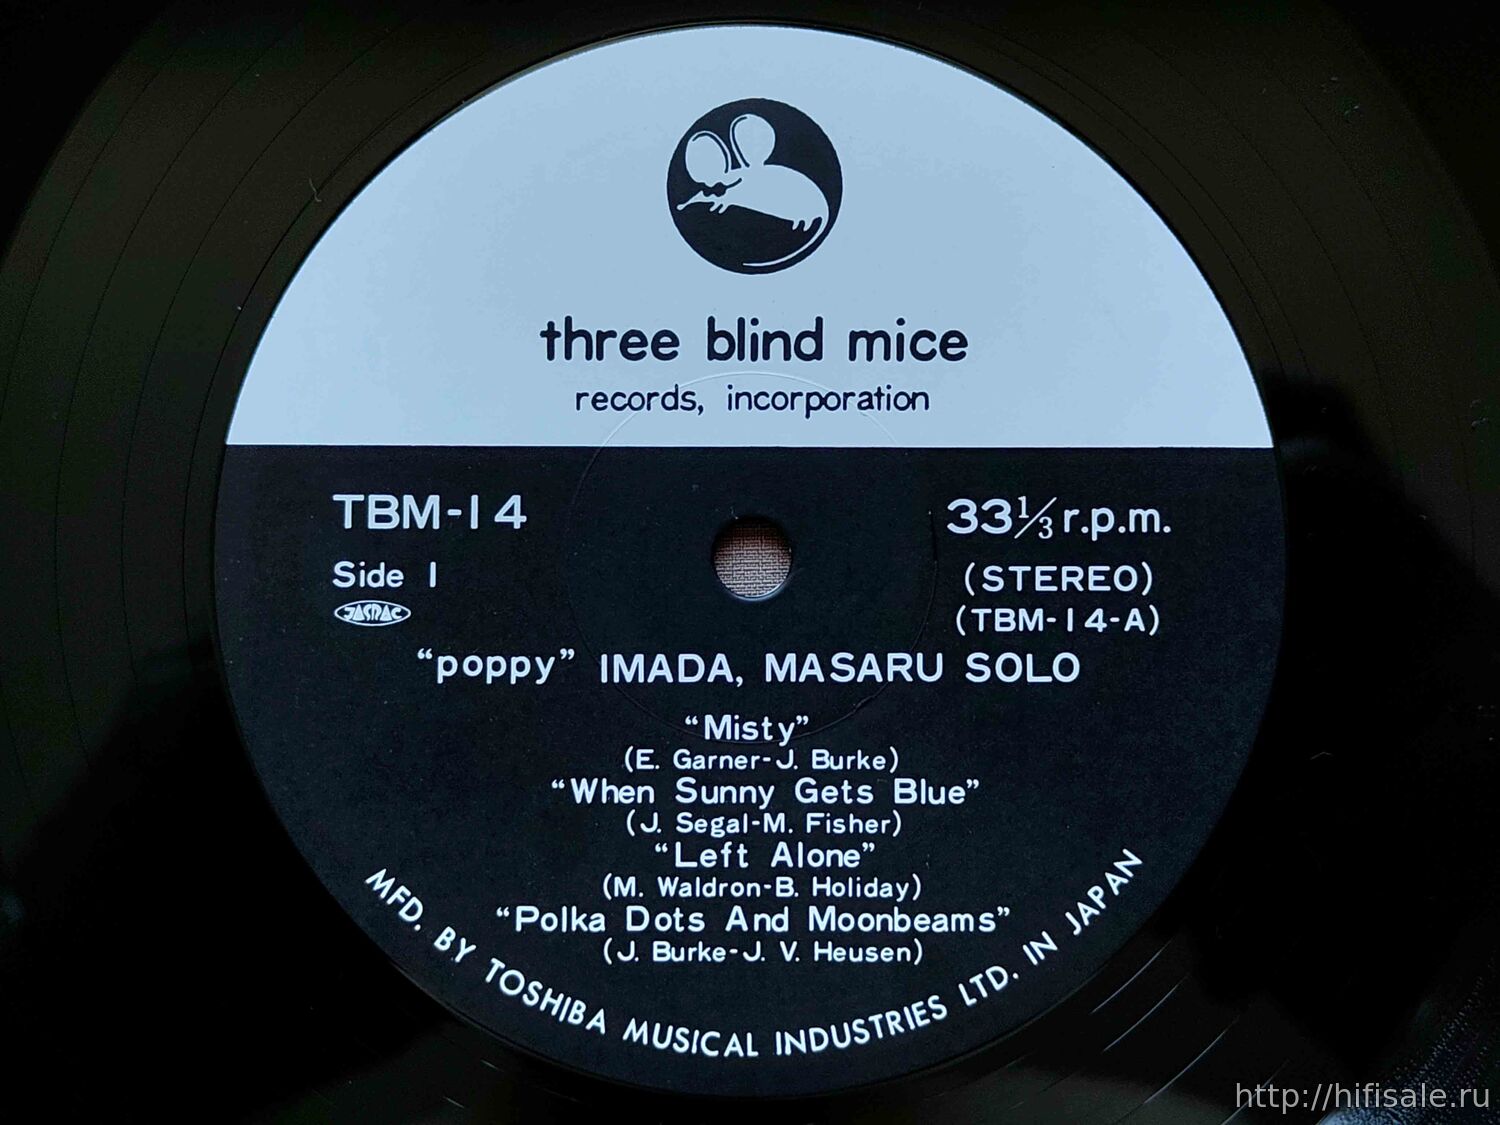 three blind mice
records, incorporation
TBM-14
33⅓ r.p.m.
Side 1
(STEREO)
JASRAC
(TBM-14-A)
“poppy” IMADA, MASARU SOLO
“Misty”
(E. Garner-J. Burke)
“When Sunny Gets Blue”
(J. Segal-M. Fisher)
“Left Alone”
(M. Waldron-B. Holiday)
“Polka Dots And Moonbeams”
(J. Burke-J. V. Heusen)
MFD. BY TOSHIBA MUSICAL INDUSTRIES LTD. IN JAPAN
http://hifisale.ru